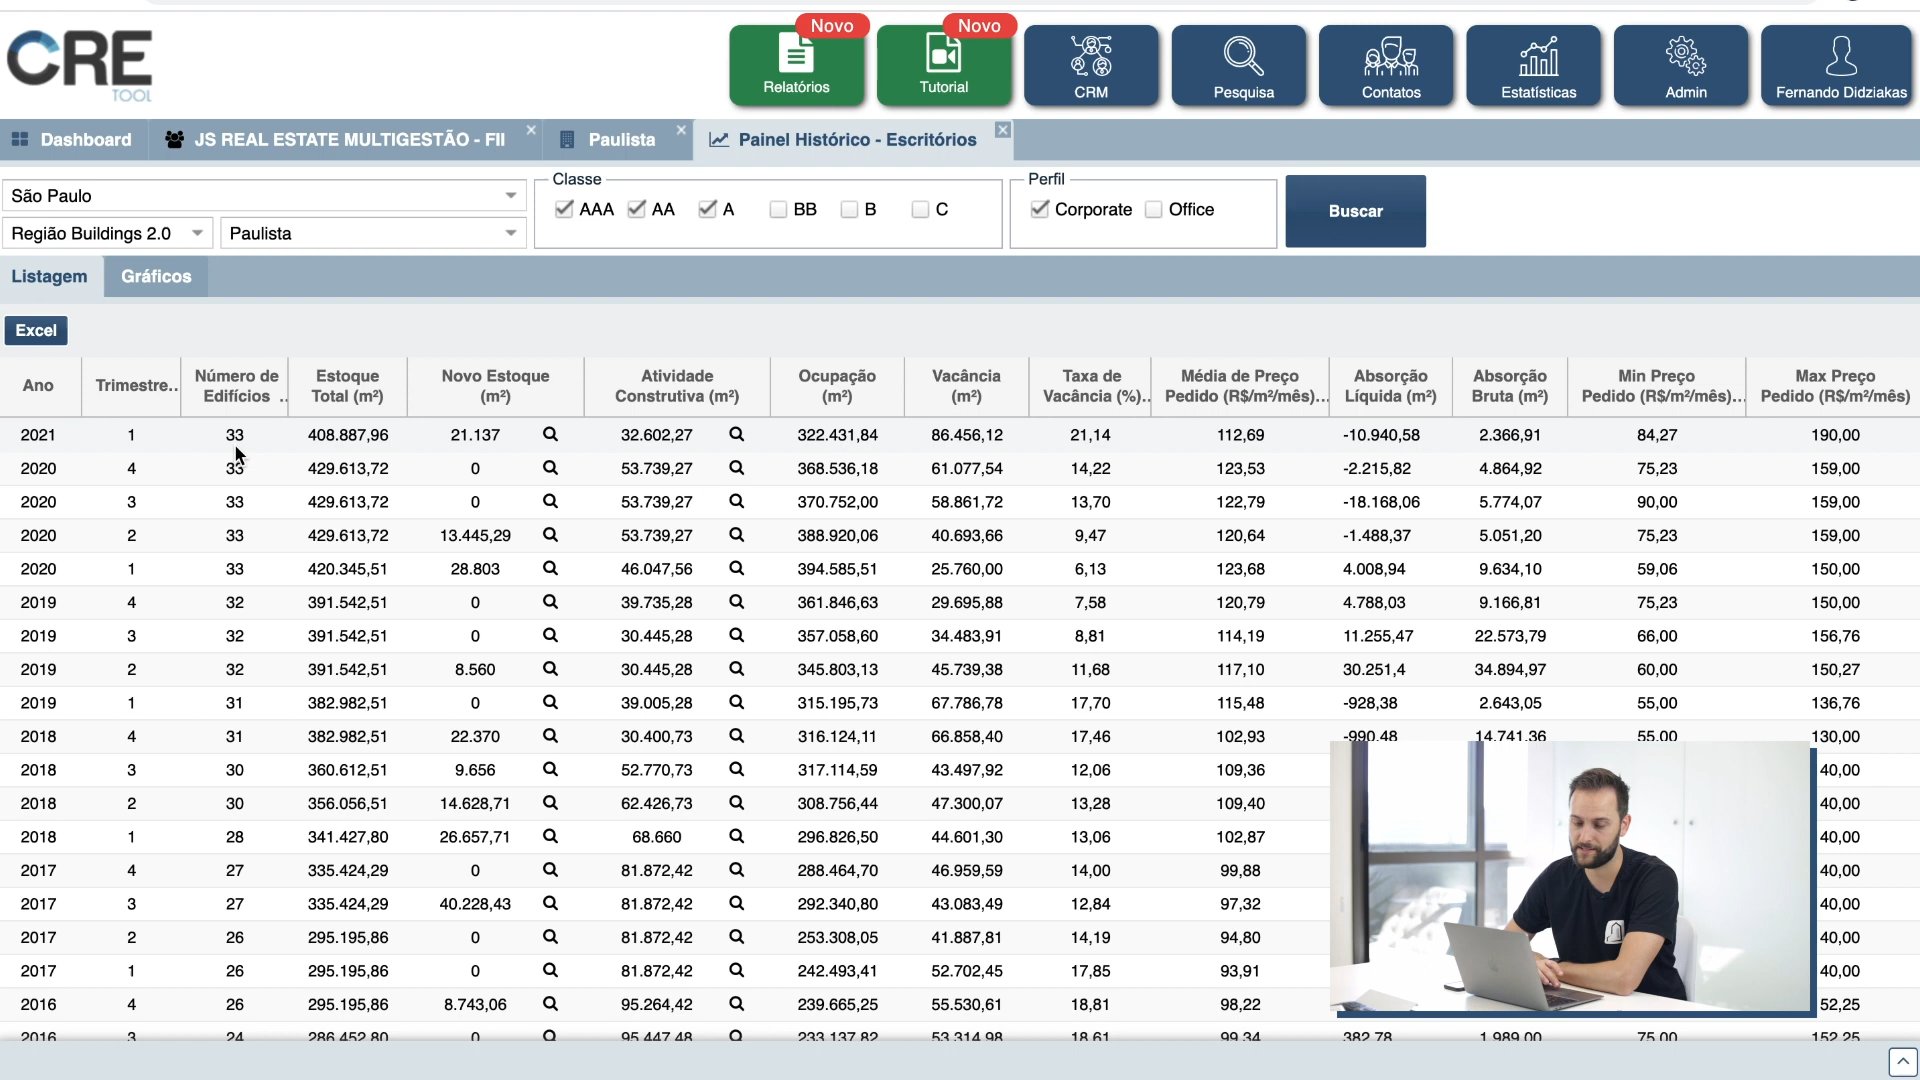 CRE
TOOL
Novo
Novo
Relatórios
Tutorial
CRM
Pesquisa
Contatos
Estatísticas
Admin
Fernando Didziakas
Dashboard
JS REAL ESTATE MULTIGESTÃO - FII
Paulista
Painel Histórico - Escritórios
São Paulo
Região Buildings 2.0
Paulista
Classe
AAA AA A BB B C
Perfil
Corporate Office
Buscar
Listagem
Gráficos
Excel
Ano Trimestre.. Número de Edifícios .. Estoque Total (m²) Novo Estoque (m²) Atividade Construtiva (m²) Ocupação (m²) Vacância (m²) Taxa de Vacância (%).. Média de Preço Pedido (R$/m²/mês)... Absorção Líquida (m²) Absorção Bruta (m²) Min Preço Pedido (R$/m²/mês)... Max Preço Pedido (R$/m²/mês)
2021 1 33 408.887,96 21.137 32.602,27 322.431,84 86.456,12 21,14 112,69 -10.940,58 2.366,91 84,27 190,00
2020 4 33 429.613,72 0 53.739,27 368.536,18 61.077,54 14,22 123,53 -2.215,82 4.864,92 75,23 159,00
2020 3 33 429.613,72 0 53.739,27 370.752,00 58.861,72 13,70 122,79 -18.168,06 5.774,07 90,00 159,00
2020 2 33 429.613,72 13.445,29 53.739,27 388.920,06 40.693,66 9,47 120,64 -1.488,37 5.051,20 75,23 159,00
2020 1 33 420.345,51 28.803 46.047,56 394.585,51 25.760,00 6,13 123,68 4.008,94 9.634,10 59,06 150,00
2019 4 32 391.542,51 0 39.735,28 361.846,63 29.695,88 7,58 120,79 4.788,03 9.166,81 75,23 150,00
2019 3 32 391.542,51 0 30.445,28 357.058,60 34.483,91 8,81 114,19 11.255,47 22.573,79 66,00 156,76
2019 2 32 391.542,51 8.560 30.445,28 345.803,13 45.739,38 11,68 117,10 30.251,4 34.894,97 60,00 150,27
2019 1 31 382.982,51 0 39.005,28 315.195,73 67.786,78 17,70 115,48 -928,38 2.643,05 55,00 136,76
2018 4 31 382.982,51 22.370 30.400,73 316.124,11 66.858,40 17,46 102,93 -990,48 14.741,36 55,00 130,00
2018 3 30 360.612,51 9.656 52.770,73 317.114,59 43.497,92 12,06 109,36 40,00
2018 2 30 356.056,51 14.628,71 62.426,73 308.756,44 47.300,07 13,28 109,40 40,00
2018 1 28 341.427,80 26.657,71 68.660 296.826,50 44.601,30 13,06 102,87 40,00
2017 4 27 335.424,29 0 81.872,42 288.464,70 46.959,59 14,00 99,88 40,00
2017 3 27 335.424,29 40.228,43 81.872,42 292.340,80 43.083,49 12,84 97,32 40,00
2017 2 26 295.195,86 0 81.872,42 253.308,05 41.887,81 14,19 94,80 40,00
2017 1 26 295.195,86 0 81.872,42 242.493,41 52.702,45 17,85 93,91 40,00
2016 4 26 295.195,86 8.743,06 95.264,42 239.665,25 55.530,61 18,81 98,22 52,25
2016 3 24 286.452,80 0 95.447,48 233.137,82 53.314,98 18,61 99,34 382,78 1.989,00 75,00 152,25